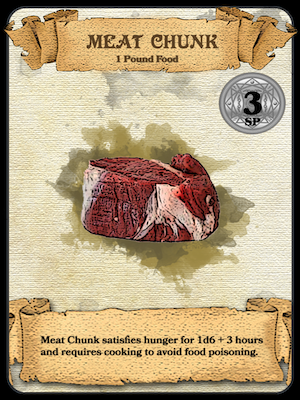 MEAT CHUNK
1 Pound Food
3
SP
Meat Chunk satisfies hunger for 1d6 + 3 hours
and requires cooking to avoid food poisoning.